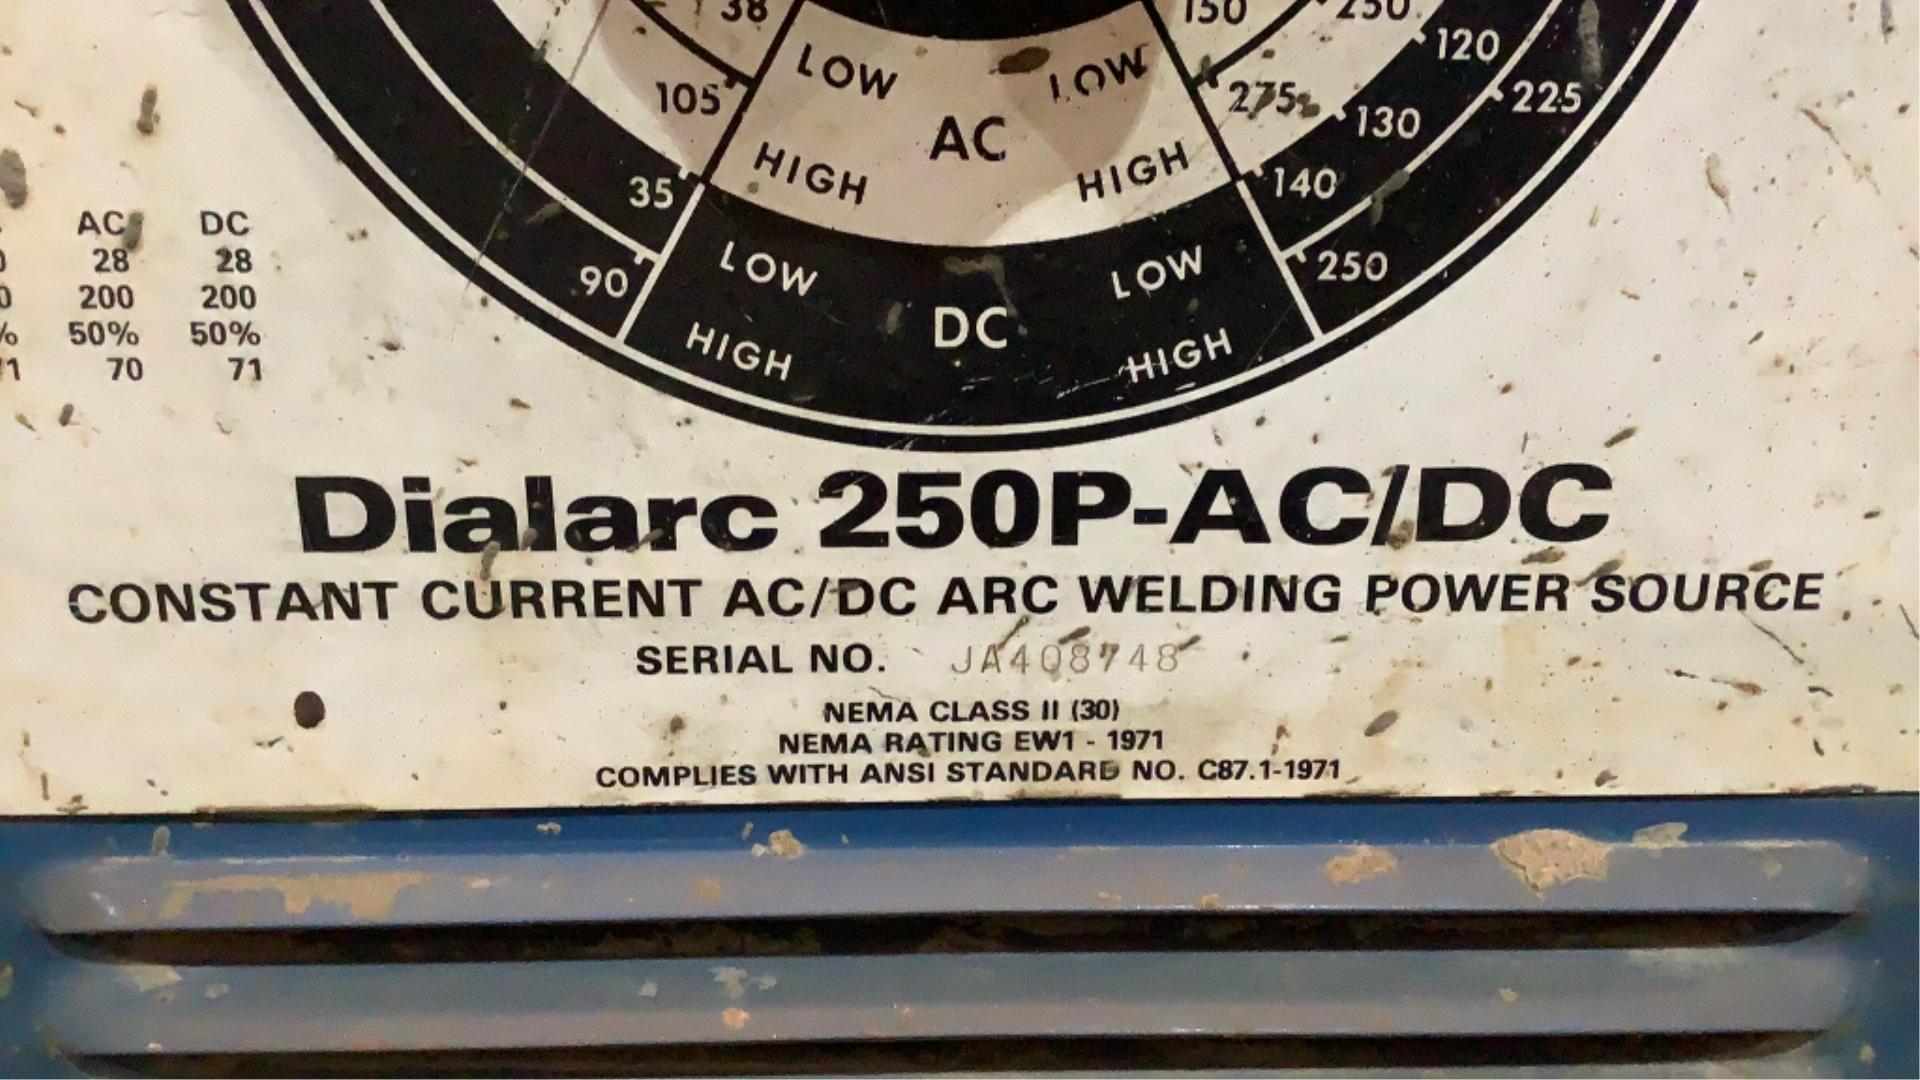 38 150 250
LOW LOW 120
105 275 225
AC 130
HIGH HIGH
35 140
AC DC
LOW LOW
28 28 90 250
200 200
DC
50% 50% HIGH HIGH
70 71
Dialarc 250P-AC/DC
CONSTANT CURRENT AC/DC ARC WELDING POWER SOURCE
SERIAL NO. JA408748
NEMA CLASS II (30)
NEMA RATING EW1 - 1971
COMPLIES WITH ANSI STANDARD NO. C87.1-1971